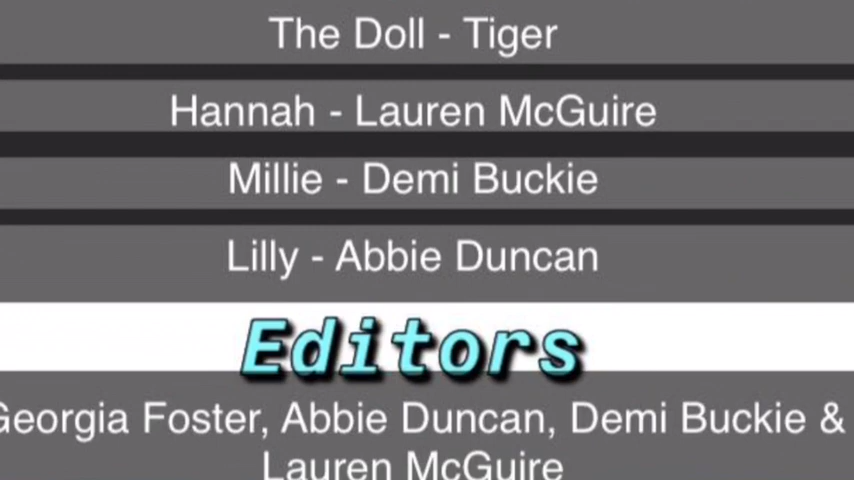 The Doll - Tiger
Hannah - Lauren McGuire
Millie - Demi Buckie
Lilly - Abbie Duncan
Editors
Georgia Foster, Abbie Duncan, Demi Buckie &
Lauren McGuire